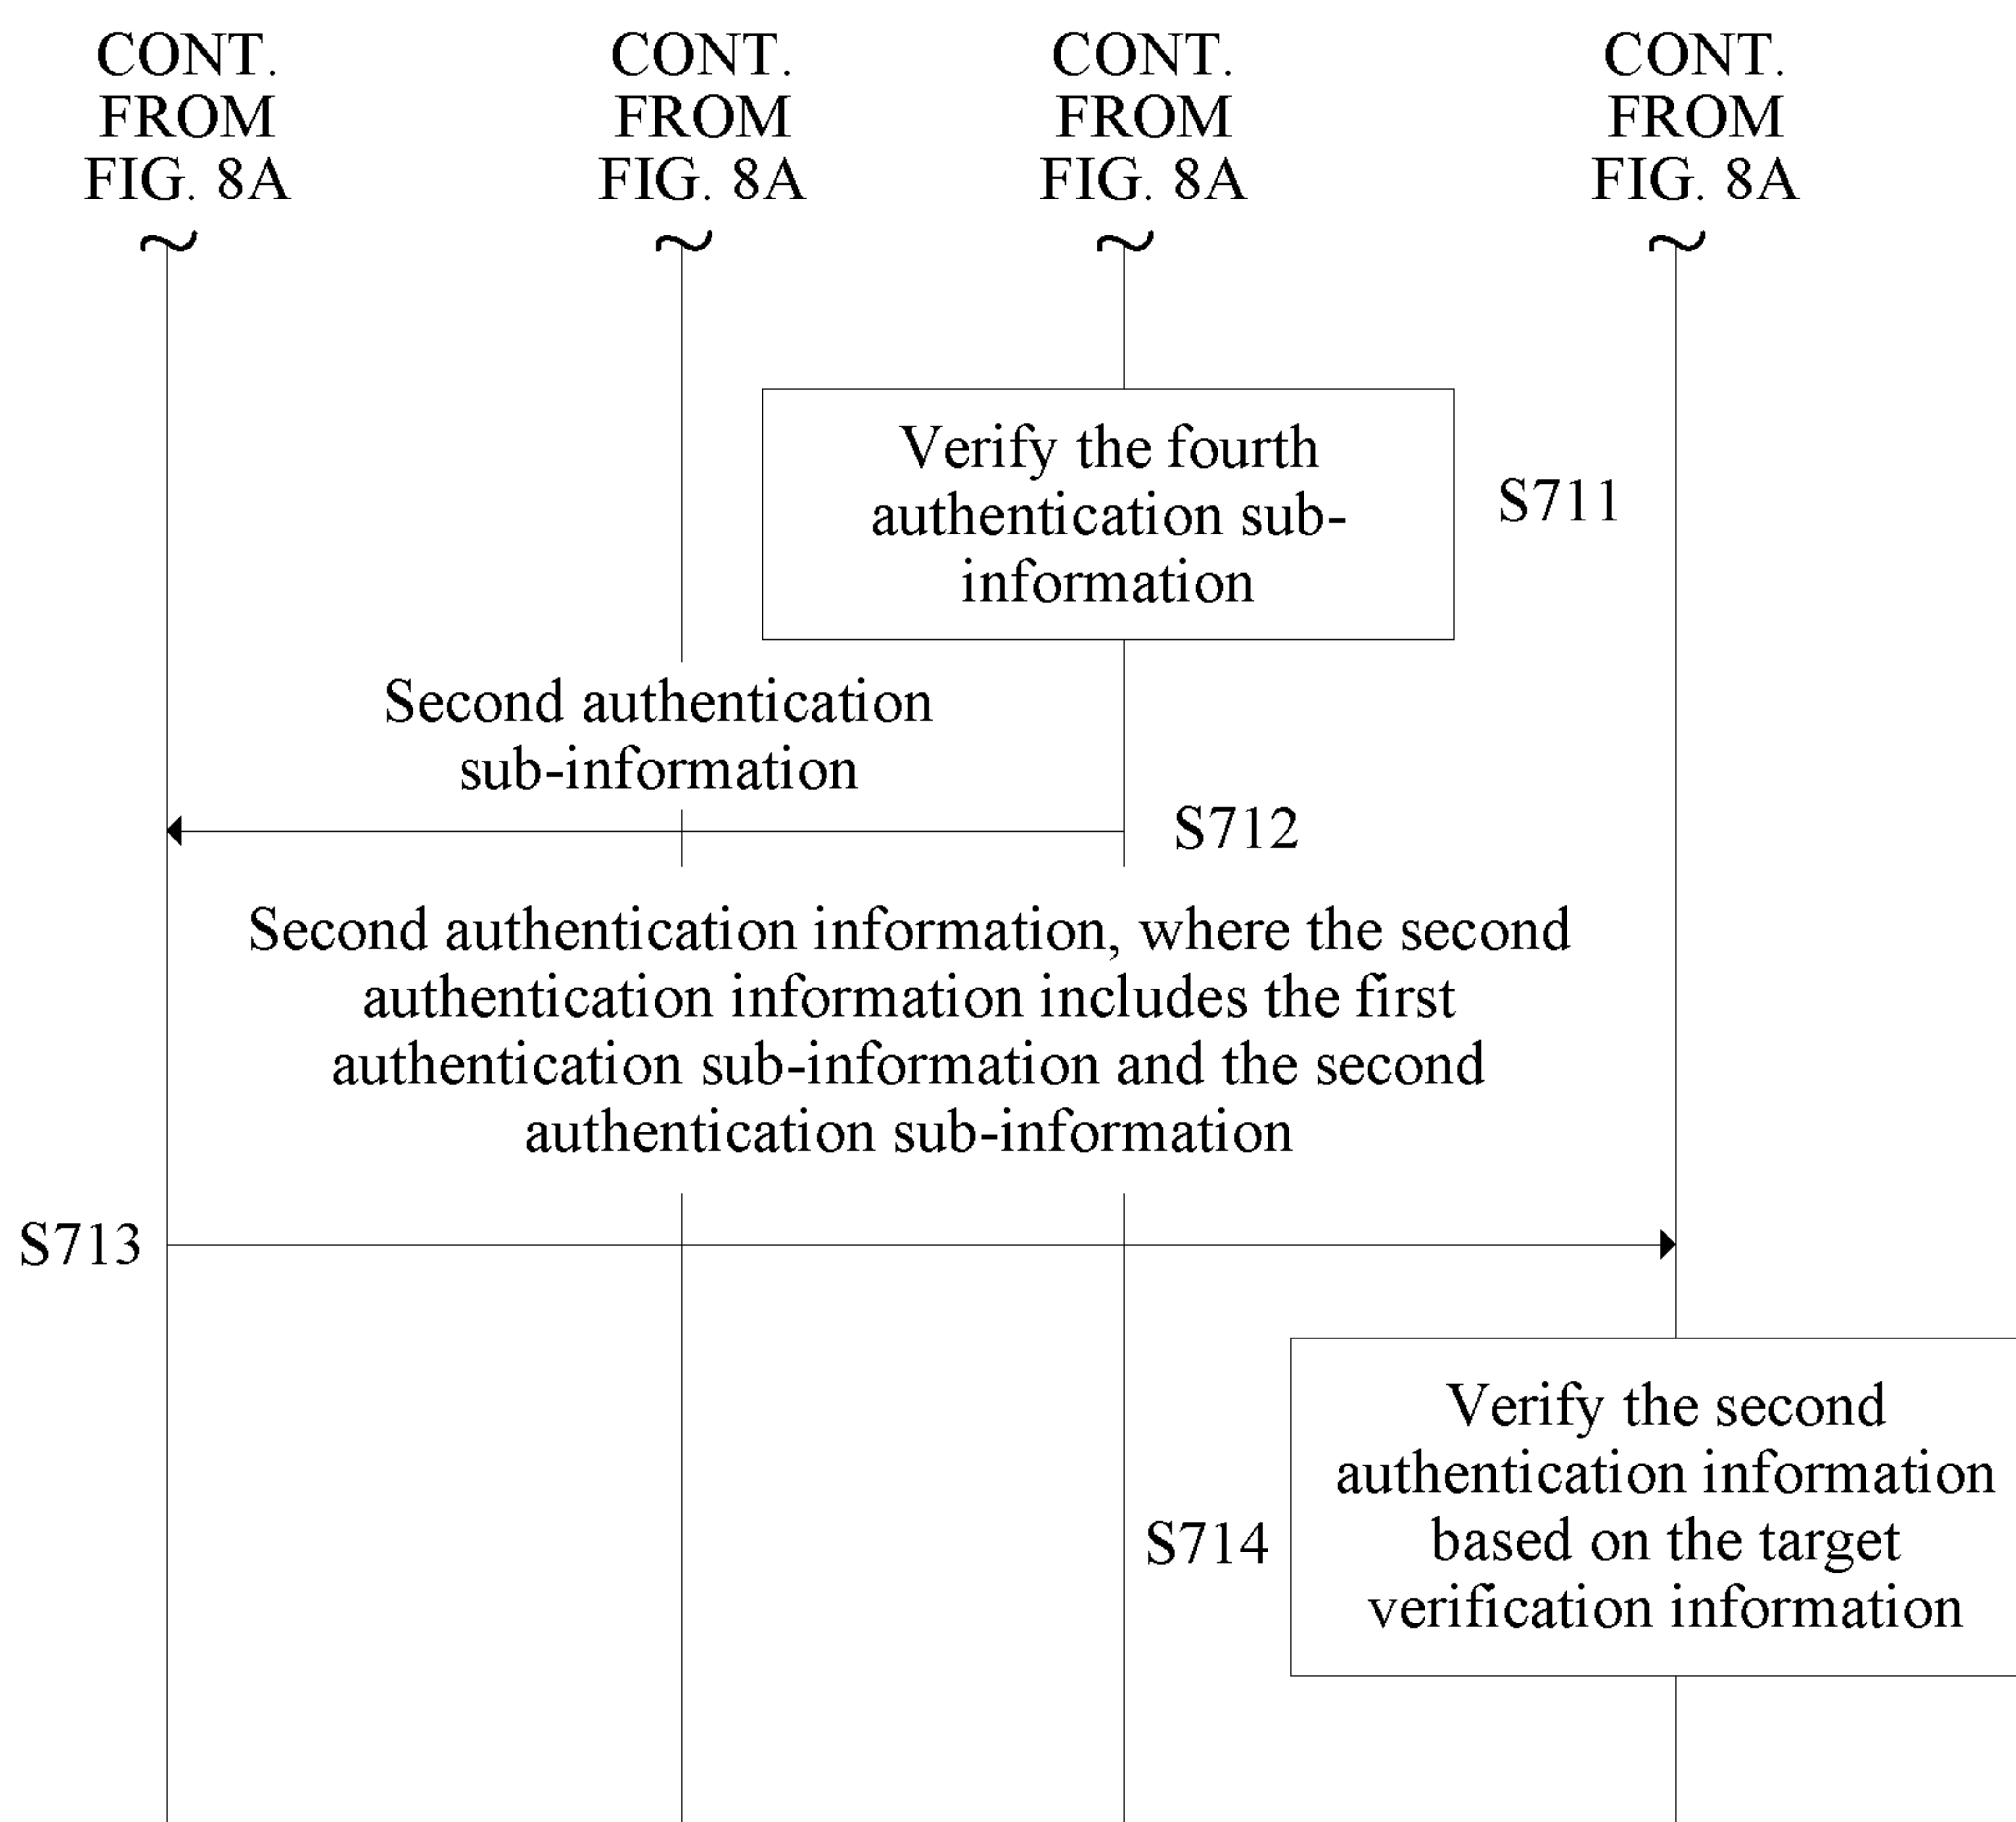 CONT.
FROM
FIG. 8A
CONT.
FROM
FIG. 8A
CONT.
FROM
FIG. 8A
CONT.
FROM
FIG. 8A
Verify the fourth
authentication sub-
information
S711
Second authentication
sub-information
S712
Second authentication information, where the second
authentication information includes the first
authentication sub-information and the second
authentication sub-information
S713
Verify the second
authentication information
based on the target
verification information
S714